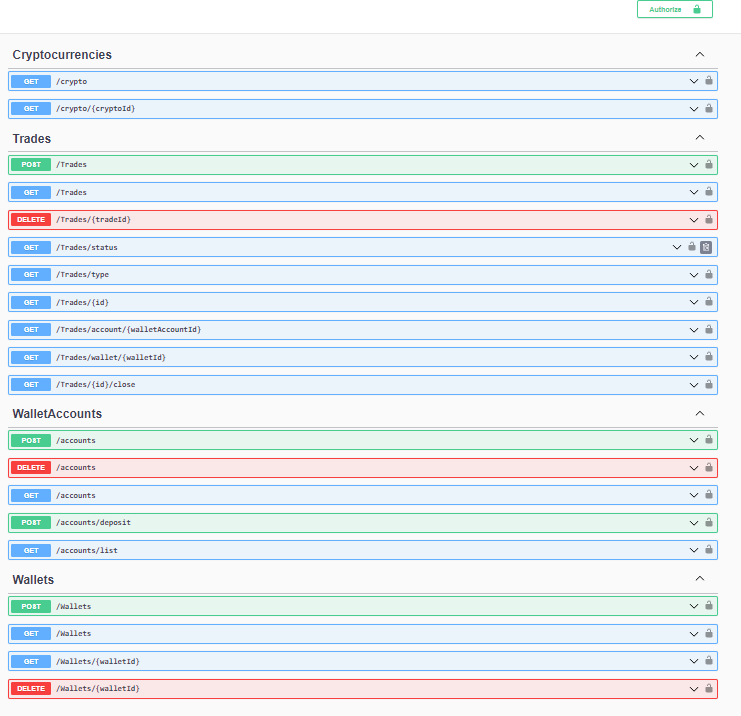 Authorize
Cryptocurrencies
GET /crypto
GET /crypto/{cryptoId}
Trades
POST /Trades
GET /Trades
DELETE /Trades/{tradeId}
GET /Trades/status
GET /Trades/type
GET /Trades/{id}
GET /Trades/account/{walletAccountId}
GET /Trades/wallet/{walletId}
GET /Trades/{id}/close
WalletAccounts
POST /accounts
DELETE /accounts
GET /accounts
POST /accounts/deposit
GET /accounts/list
Wallets
POST /Wallets
GET /Wallets
GET /Wallets/{walletId}
DELETE /Wallets/{walletId}